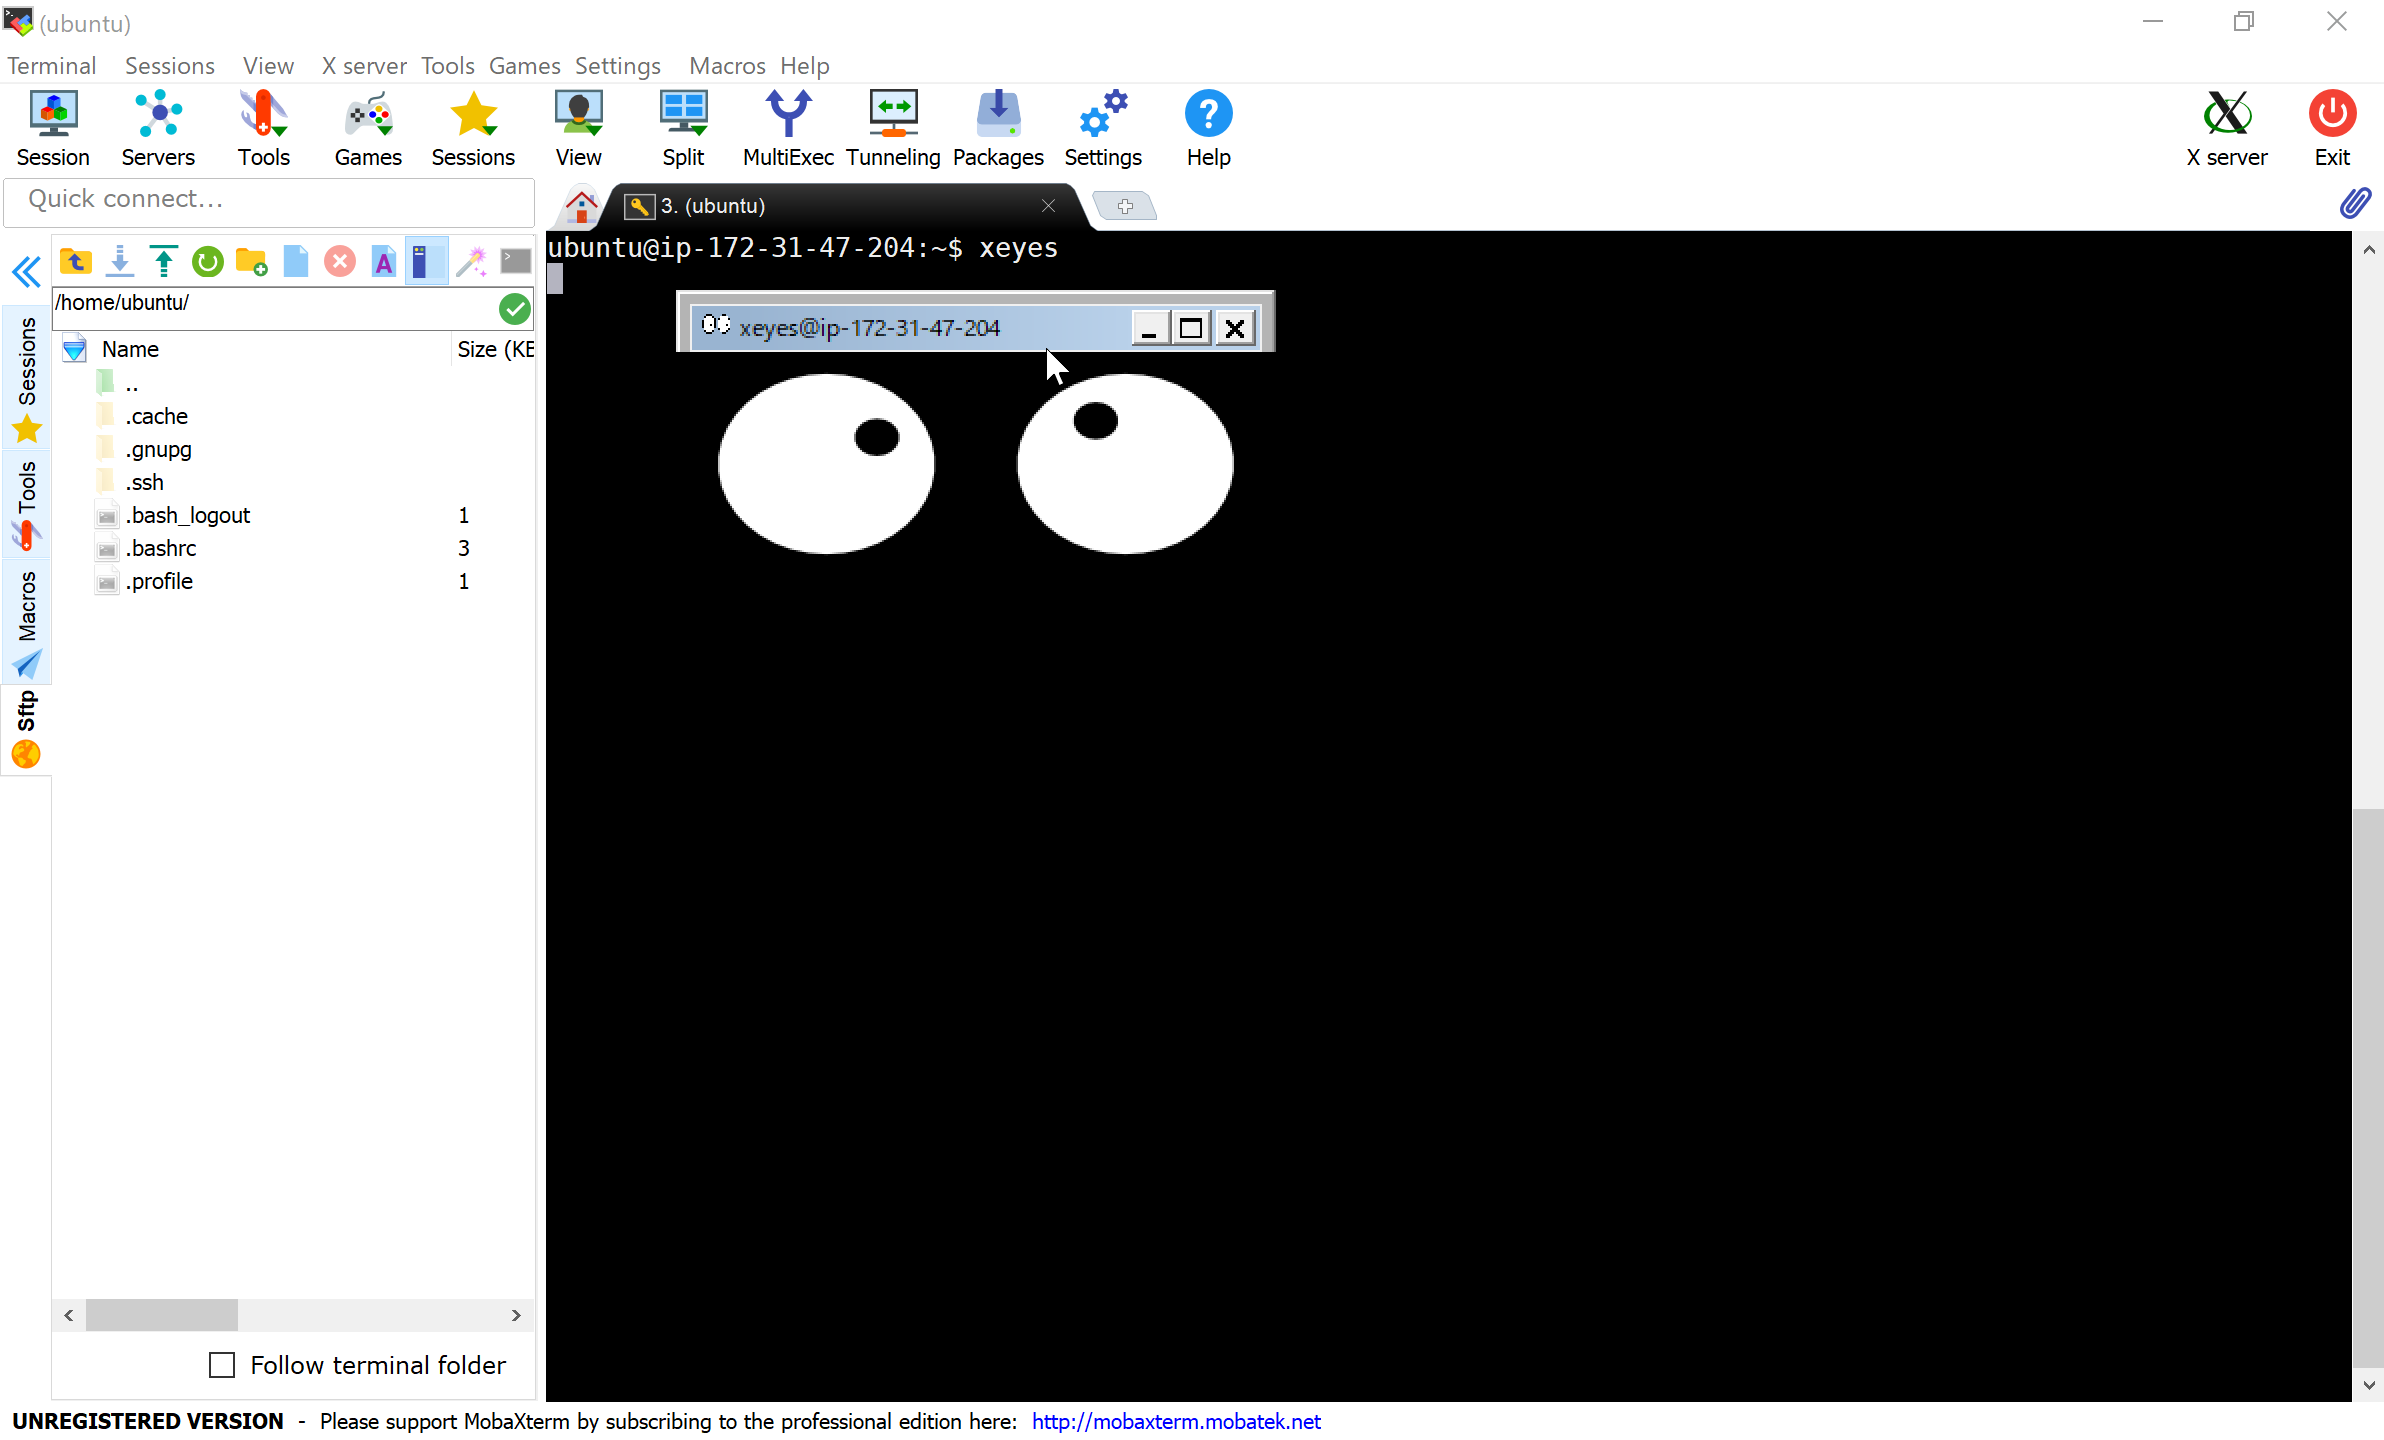 (ubuntu)
Terminal Sessions View X server Tools Games Settings Macros Help
Session Servers Tools Games Sessions View Split MultiExec Tunneling Packages Settings Help X server Exit
Quick connect...
3. (ubuntu)
ubuntu@ip-172-31-47-204:~$ xeyes
xeyes@ip-172-31-47-204
/home/ubuntu/
Name Size (KB
..
.cache
.gnupg
.ssh
.bash_logout 1
.bashrc 3
.profile 1
Sessions
Tools
Macros
Sftp
Follow terminal folder
UNREGISTERED VERSION - Please support MobaXterm by subscribing to the professional edition here: http://mobaxterm.mobatek.net